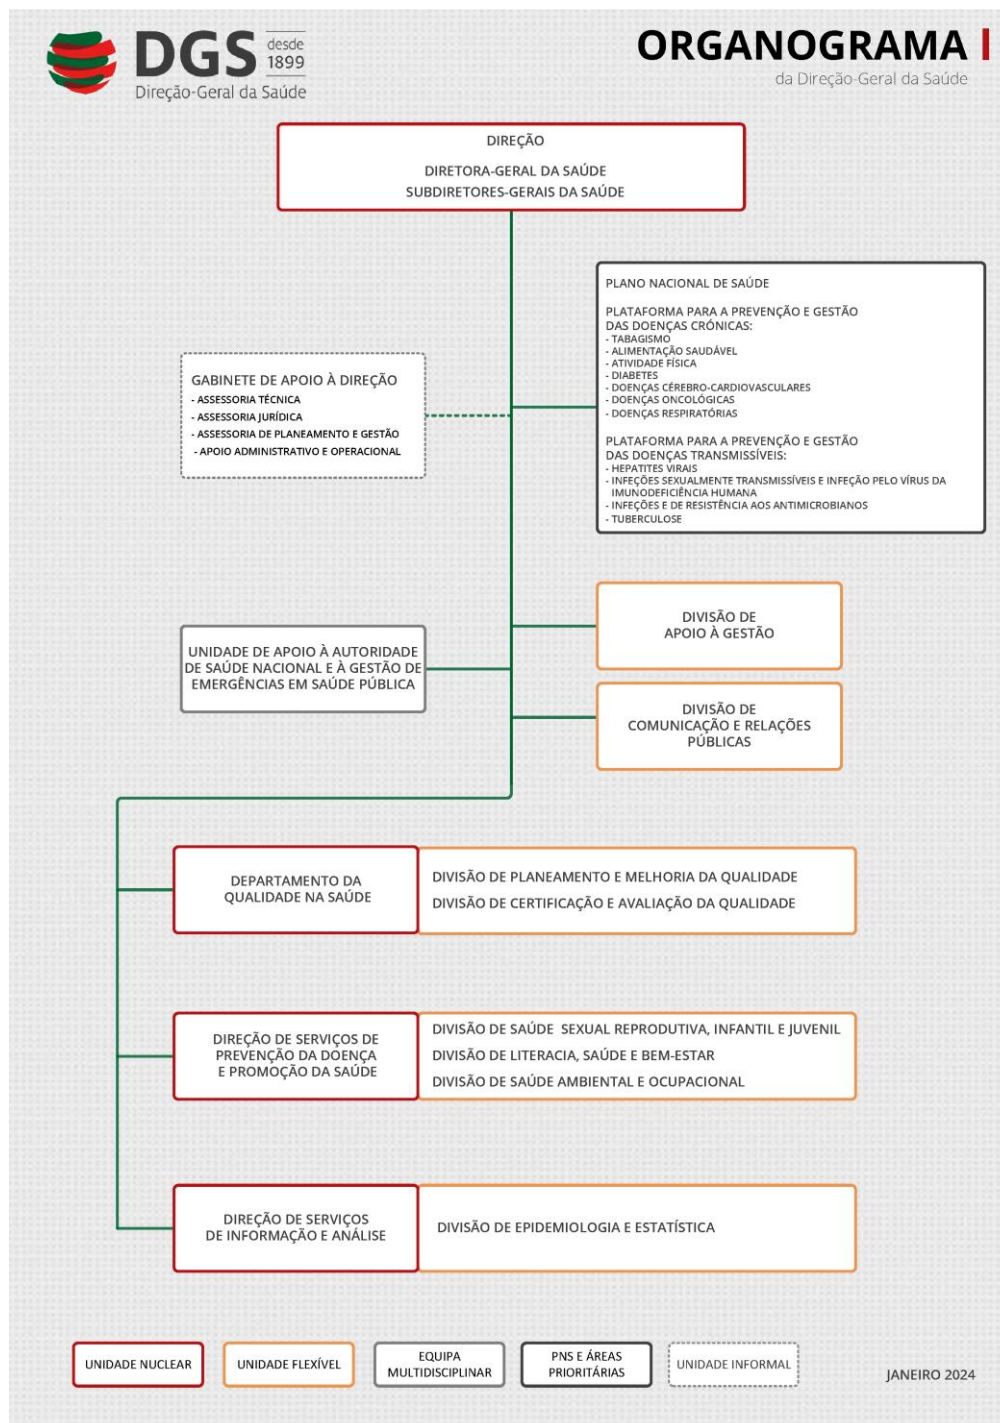 DGS
desde
1899
Direção-Geral da Saúde
ORGANOGRAMA
da Direção-Geral da Saúde
DIREÇÃO
DIRETORA-GERAL DA SAÚDE
SUBDIRETORES-GERAIS DA SAÚDE
PLANO NACIONAL DE SAÚDE
PLATAFORMA PARA A PREVENÇÃO E GESTÃO
DAS DOENÇAS CRÓNICAS:
- TABAGISMO
- ALIMENTAÇÃO SAUDÁVEL
- ATIVIDADE FÍSICA
- DIABETES
- DOENÇAS CÉREBRO-CARDIOVASCULARES
- DOENÇAS ONCOLÓGICAS
- DOENÇAS RESPIRATÓRIAS
PLATAFORMA PARA A PREVENÇÃO E GESTÃO
DAS DOENÇAS TRANSMISSÍVEIS:
- HEPATITES VIRAIS
- INFEÇÕES SEXUALMENTE TRANSMISSÍVEIS E INFEÇÃO PELO VÍRUS DA
IMUNODEFICIÊNCIA HUMANA
- INFEÇÕES E DE RESISTÊNCIA AOS ANTIMICROBIANOS
- TUBERCULOSE
GABINETE DE APOIO À DIREÇÃO
- ASSESSORIA TÉCNICA
- ASSESSORIA JURÍDICA
- ASSESSORIA DE PLANEAMENTO E GESTÃO
- APOIO ADMINISTRATIVO E OPERACIONAL
DIVISÃO DE
APOIO À GESTÃO
UNIDADE DE APOIO À AUTORIDADE
DE SAÚDE NACIONAL E À GESTÃO DE
EMERGÊNCIAS EM SAÚDE PÚBLICA
DIVISÃO DE
COMUNICAÇÃO E RELAÇÕES
PÚBLICAS
DEPARTAMENTO DA
QUALIDADE NA SAÚDE
DIVISÃO DE PLANEAMENTO E MELHORIA DA QUALIDADE
DIVISÃO DE CERTIFICAÇÃO E AVALIAÇÃO DA QUALIDADE
DIREÇÃO DE SERVIÇOS DE
PREVENÇÃO DA DOENÇA
E PROMOÇÃO DA SAÚDE
DIVISÃO DE SAÚDE SEXUAL REPRODUTIVA, INFANTIL E JUVENIL
DIVISÃO DE LITERACIA, SAÚDE E BEM-ESTAR
DIVISÃO DE SAÚDE AMBIENTAL E OCUPACIONAL
DIREÇÃO DE SERVIÇOS
DE INFORMAÇÃO E ANÁLISE
DIVISÃO DE EPIDEMIOLOGIA E ESTATÍSTICA
UNIDADE NUCLEAR
UNIDADE FLEXÍVEL
EQUIPA
MULTIDISCIPLINAR
PNS E ÁREAS
PRIORITÁRIAS
UNIDADE INFORMAL
JANEIRO 2024